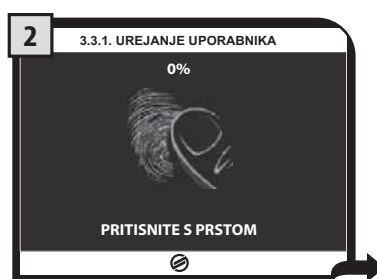 2
3.3.1. UREJANJE UPORABNIKA
0%
PRITISNITE S PRSTOM